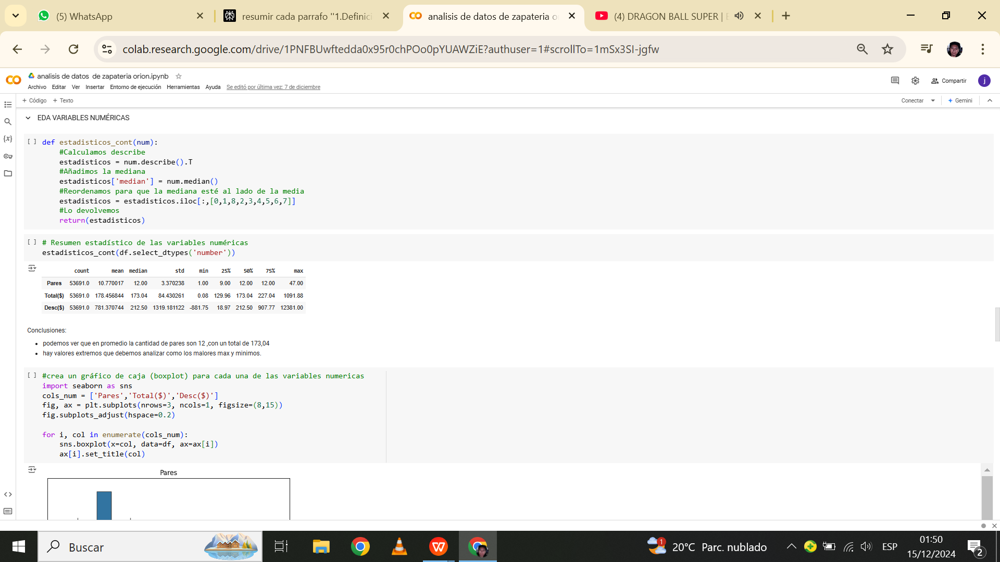 (5) WhatsApp
resumir cada parrafo "1.Definici
analisis de datos de zapateria o
(4) DRAGON BALL SUPER | E
colab.research.google.com/drive/1PNFBUwftedda0x95r0chPOo0pYUAWZiE?authuser=1#scrollTo=1mSx3SI-jgfw
analisis de datos de zapateria orion.ipynb
Archivo Editar Ver Insertar Entorno de ejecución Herramientas Ayuda Se editó por última vez: 7 de diciembre
Compartir
j
+ Código + Texto
Conectar
Gemini
EDA VARIABLES NUMÉRICAS
[ ] def estadisticos_cont(num):
#Calculamos describe
estadisticos = num.describe().T
#Añadimos la mediana
estadisticos['median'] = num.median()
#Reordenamos para que la mediana esté al lado de la media
estadisticos = estadisticos.iloc[:,[0,1,8,2,3,4,5,6,7]]
#Lo devolvemos
return(estadisticos)
[ ] # Resumen estadístico de las variables numéricas
estadisticos_cont(df.select_dtypes('number'))
count mean median std min 25% 50% 75% max
Pares 53691.0 10.770017 12.00 3.370238 1.00 9.00 12.00 12.00 47.00
Total($) 53691.0 178.456844 173.04 84.430261 0.08 129.96 173.04 227.04 1091.88
Desc($) 53691.0 781.370744 212.50 1319.181122 -881.75 18.97 212.50 907.77 12381.00
Conclusiones:
• podemos ver que en promedio la cantidad de pares son 12 ,con un total de 173,04
• hay valores extremos que debemos analizar como los malores max y minimos.
[ ] #crea un gráfico de caja (boxplot) para cada una de las variables numericas
import seaborn as sns
cols_num = ['Pares','Total($)','Desc($)']
fig, ax = plt.subplots(nrows=3, ncols=1, figsize=(8,15))
fig.subplots_adjust(hspace=0.2)
for i, col in enumerate(cols_num):
sns.boxplot(x=col, data=df, ax=ax[i])
ax[i].set_title(col)
Pares
Buscar
1
20°C Parc. nublado
ESP
01:50
15/12/2024
2